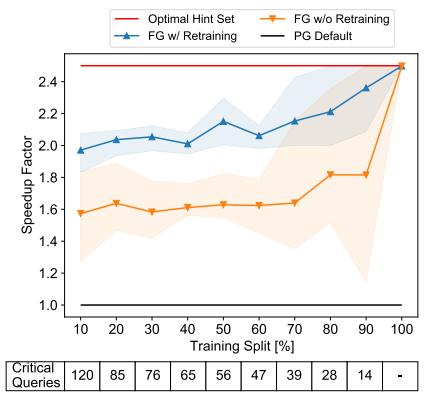 Optimal Hint Set
FG w/o Retraining
FG w/ Retraining
PG Default
Speedup Factor
2.4
2.2
2.0
1.8
1.6
1.4
1.2
1.0
10 20 30 40 50 60 70 80 90 100
Training Split [%]
Critical Queries 120 85 76 65 56 47 39 28 14 -